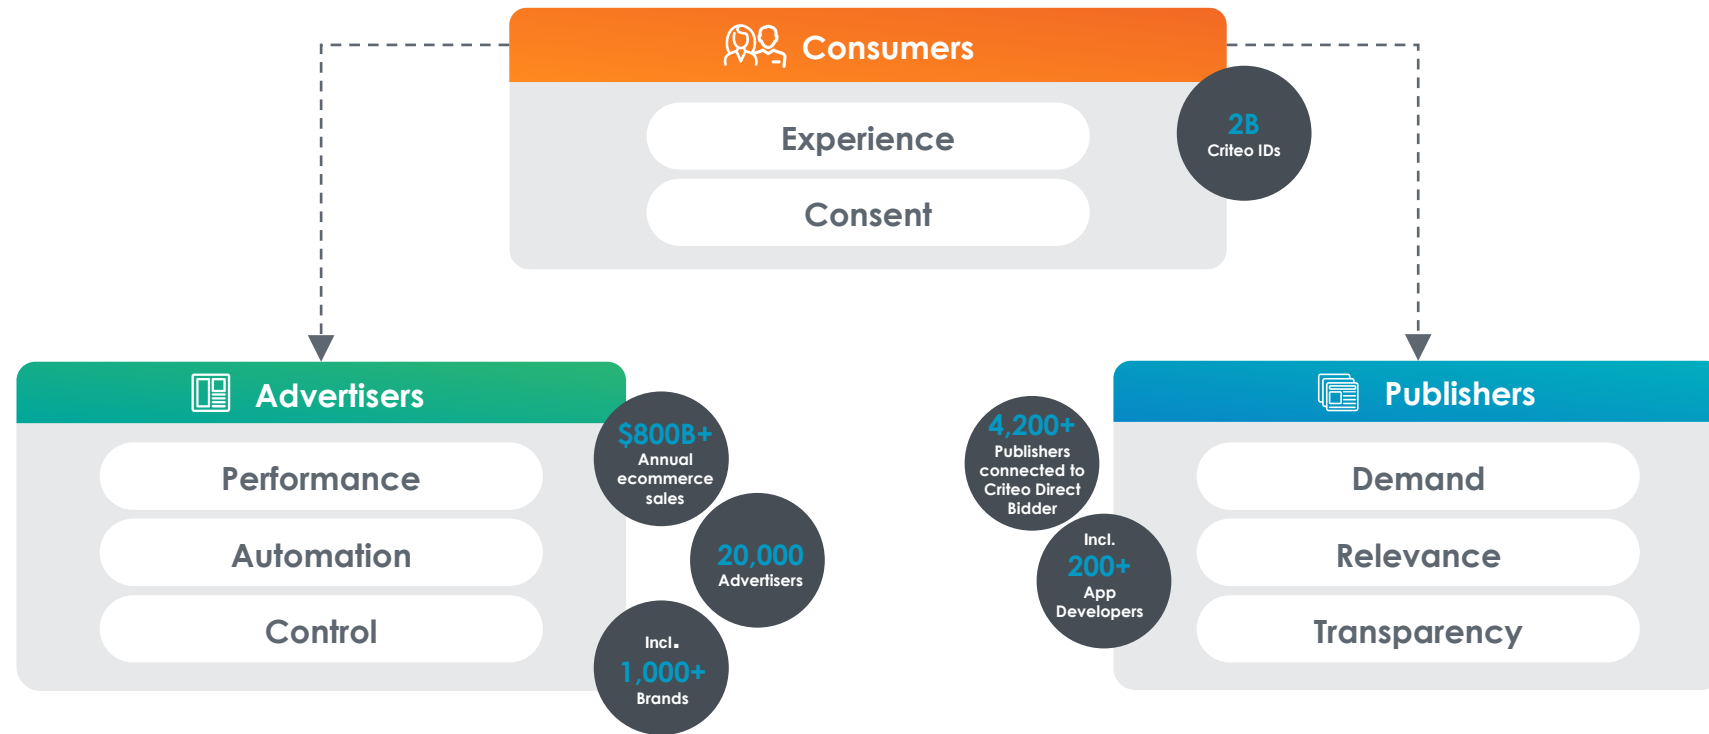 Consumers
Experience
Consent
2B
Criteo IDs
Advertisers
Performance
Automation
Control
$800B+
Annual
ecommerce
sales
20,000
Advertisers
Incl.
1,000+
Brands
4,200+
Publishers
connected to
Criteo Direct
Bidder
Incl.
200+
App
Developers
Publishers
Demand
Relevance
Transparency